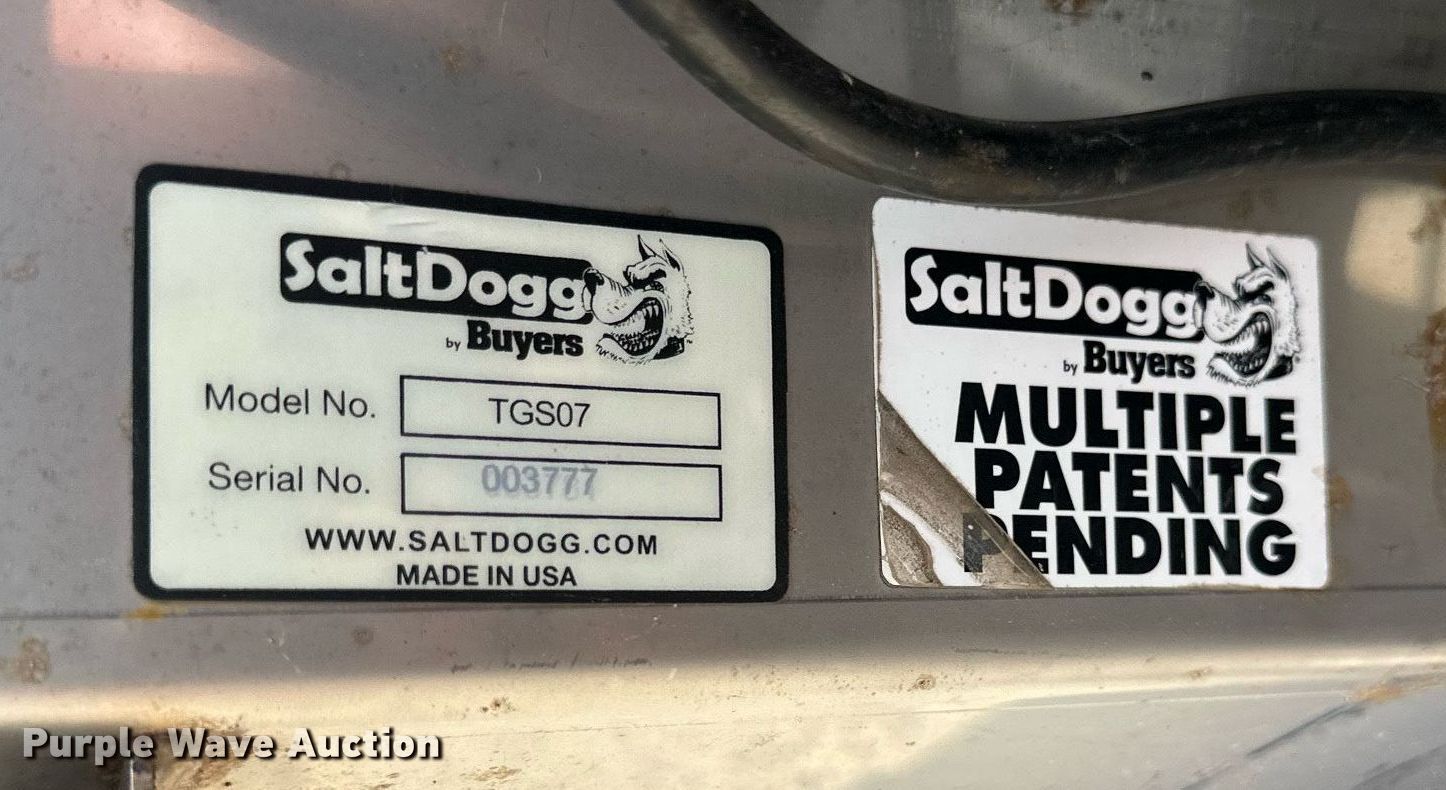 SaltDogg
by Buyers
Model No. TGS07
Serial No. 003777
WWW.SALTDOGG.COM
MADE IN USA
SaltDogg
by Buyers
MULTIPLE
PATENTS
PENDING
Purple Wave Auction